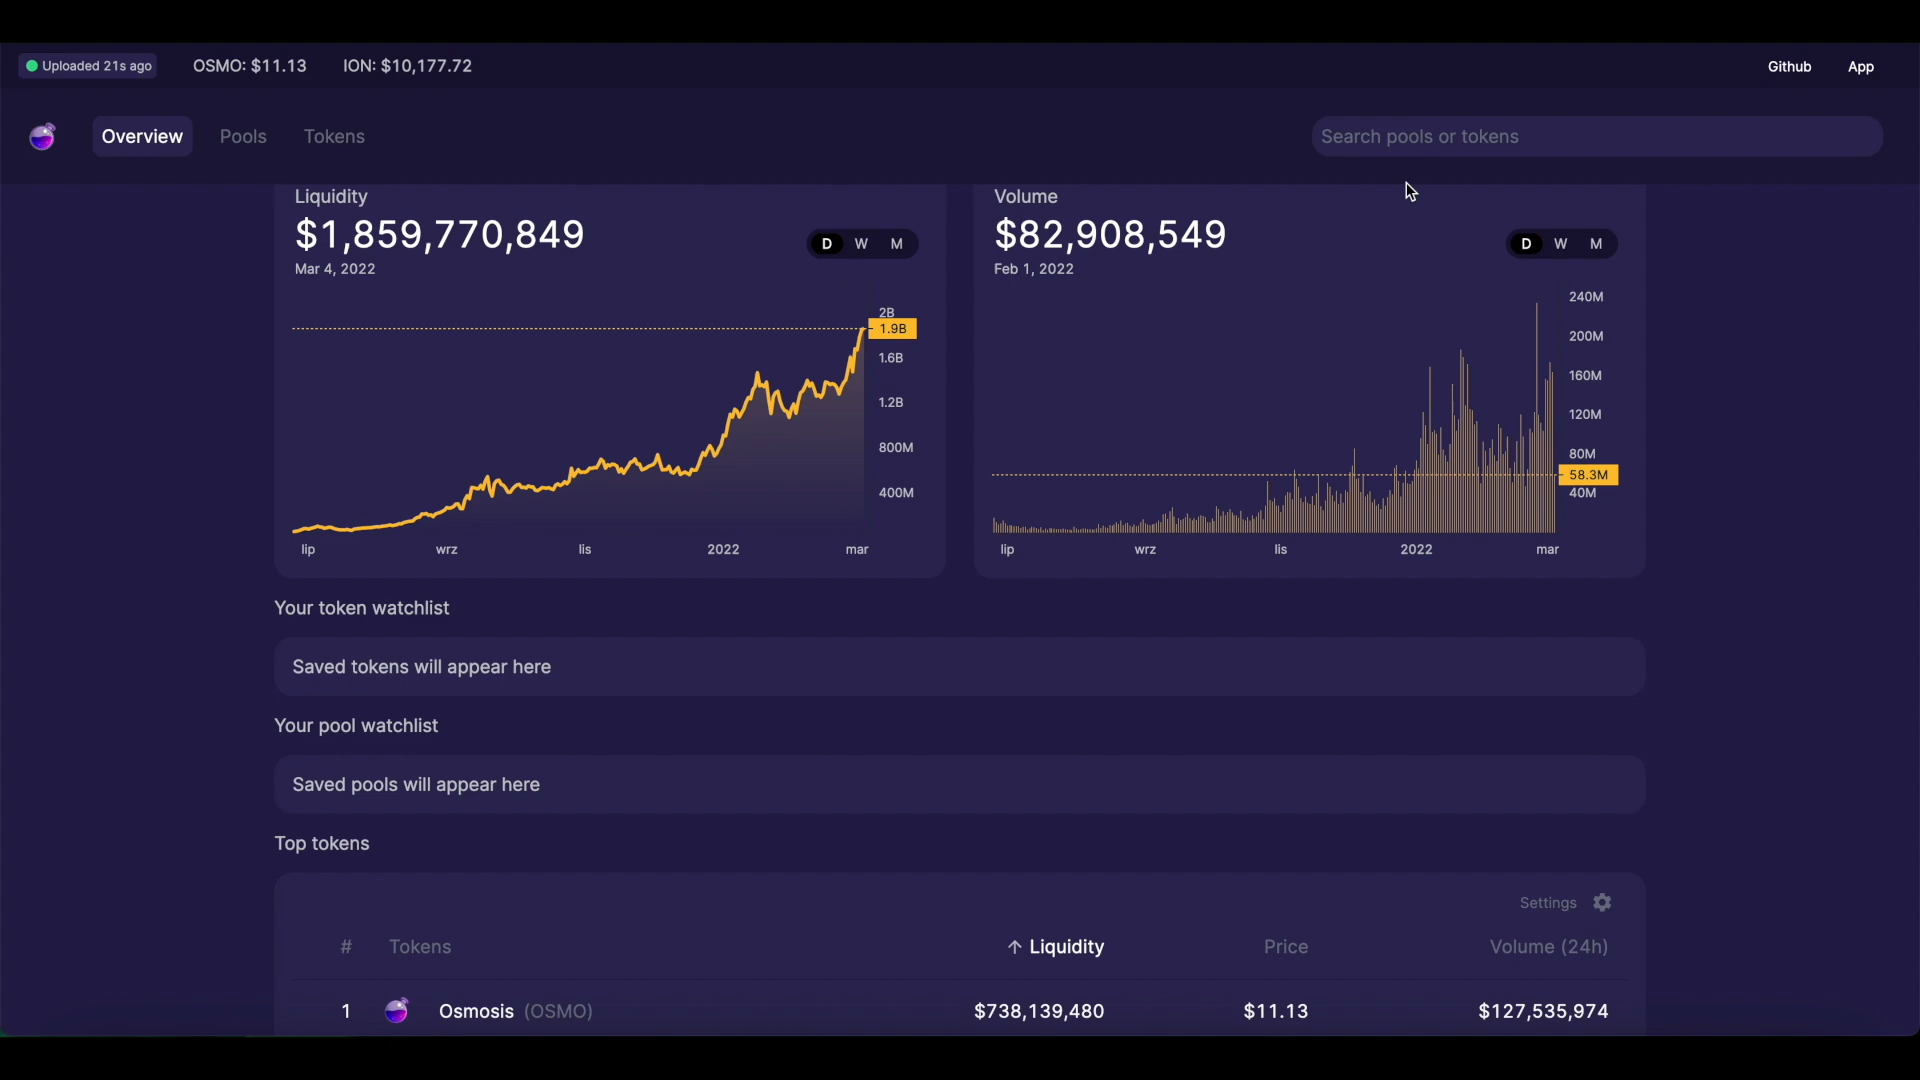 Uploaded 21s ago OSMO: $11.13 ION: $10,177.72 Github App
Overview Pools Tokens Search pools or tokens
Liquidity
$1,859,770,849
Mar 4, 2022
D W M
2B
1.9B
1.6B
1.2B
800M
400M
lip wrz lis 2022 mar
Volume
$82,908,549
Feb 1, 2022
D W M
240M
200M
160M
120M
80M
58.3M
40M
lip wrz lis 2022 mar
Your token watchlist
Saved tokens will appear here
Your pool watchlist
Saved pools will appear here
Top tokens
Settings
# Tokens ↑ Liquidity Price Volume (24h)
1 Osmosis (OSMO) $738,139,480 $11.13 $127,535,974